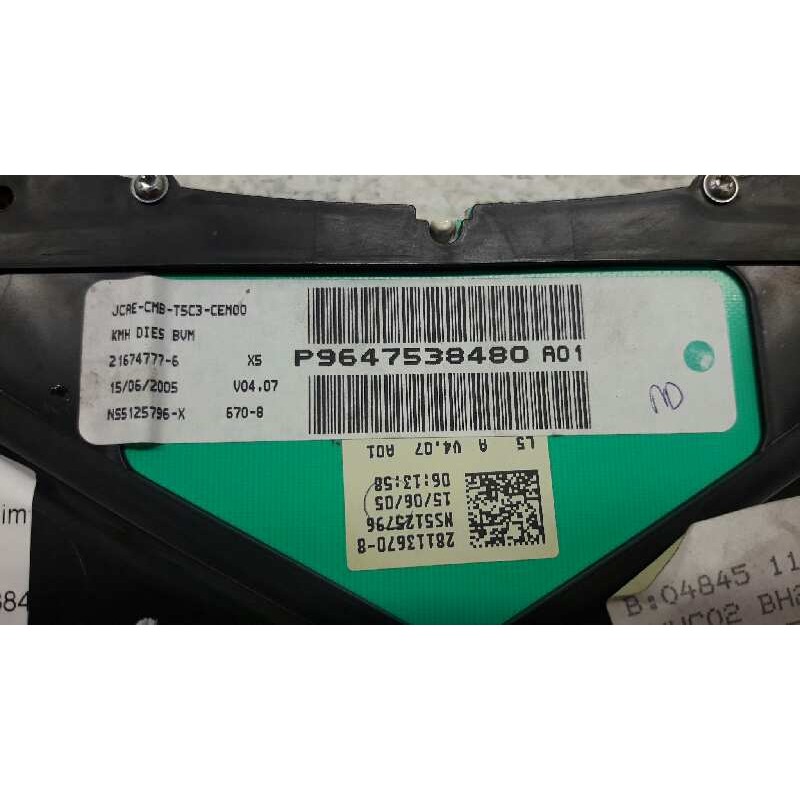 JCAE-CMB-T5C3-CEM00
KMH DIES BVM
21674777-6 X5
15/06/2005 V04.07
NS5125796-X 670-8
P9647538480 A01
L5 A V4.07 A01
06:13:58
15/06/05
NS5125796
28113670-8
B:04845 11
BH2